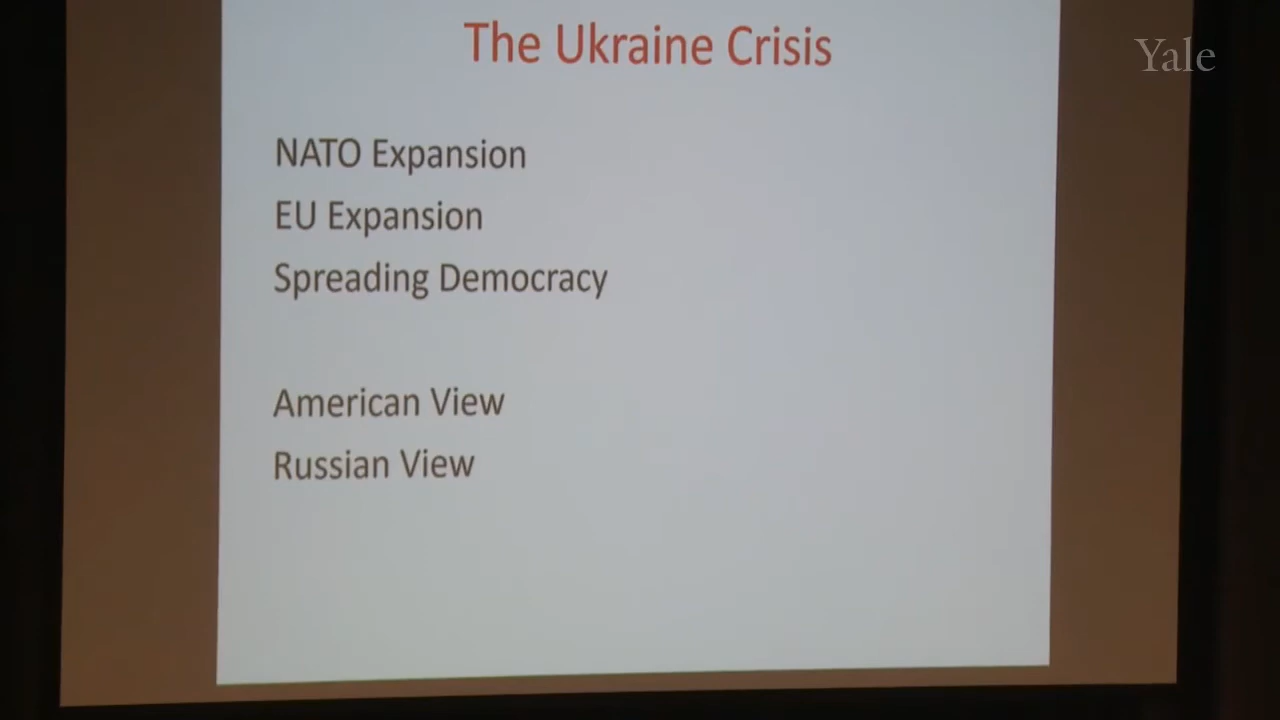 The Ukraine Crisis
Yale
NATO Expansion
EU Expansion
Spreading Democracy
American View
Russian View